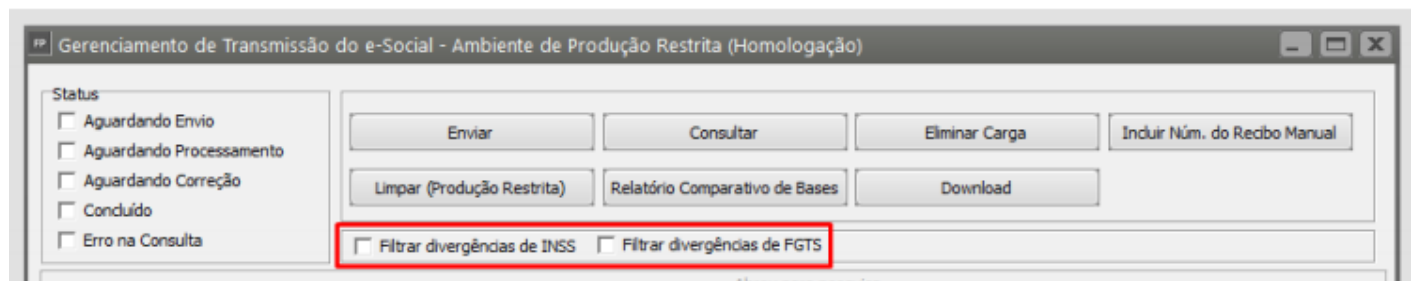 FP Gerenciamento de Transmissão do e-Social - Ambiente de Produção Restrita (Homologação)
Status
Aguardando Envio
Aguardando Processamento
Aguardando Correção
Concluído
Erro na Consulta
Enviar Consultar Eliminar Carga Incluir Núm. do Recibo Manual
Limpar (Produção Restrita) Relatório Comparativo de Bases Download
Filtrar divergências de INSS Filtrar divergências de FGTS